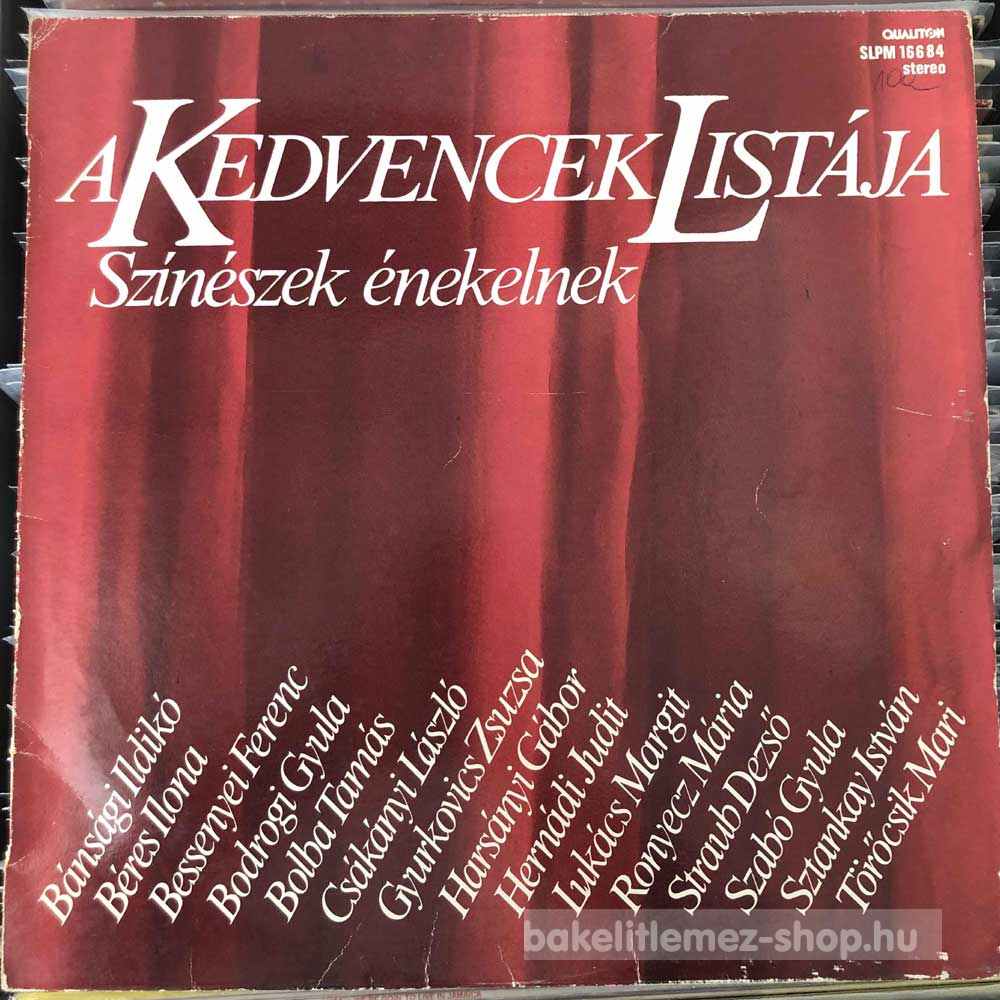 QUALITON
SLPM 16684
stereo
A KEDVENCEK LISTÁJA
Színészek énekelnek
Bánsági Ildikó
Béres Ilona
Bessenyei Ferenc
Bodrogi Gyula
Bolba Tamás
Csákányi László
Gyurkovics Zsuzsa
Harsányi Gábor
Hernádi Judit
Lukács Margit
Ronyecz Mária
Straub Dezső
Szabó Gyula
Sztankay István
Törőcsik Mari
bakelitlemez-shop.hu